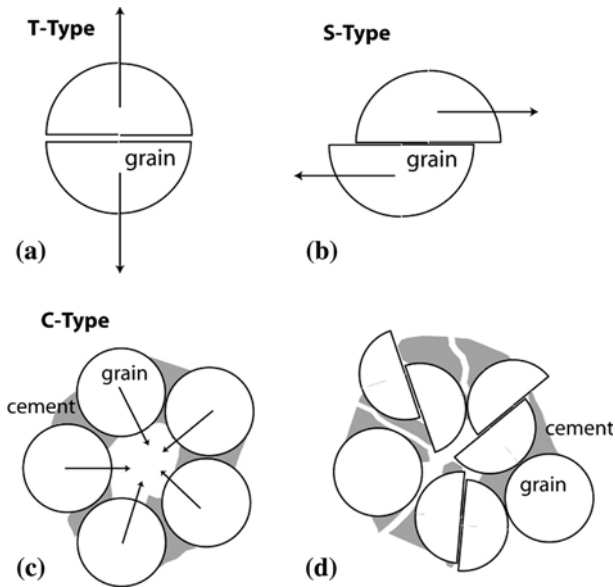 T-Type
S-Type
grain
grain
(a)
(b)
C-Type
grain
cement
cement
grain
(c)
(d)